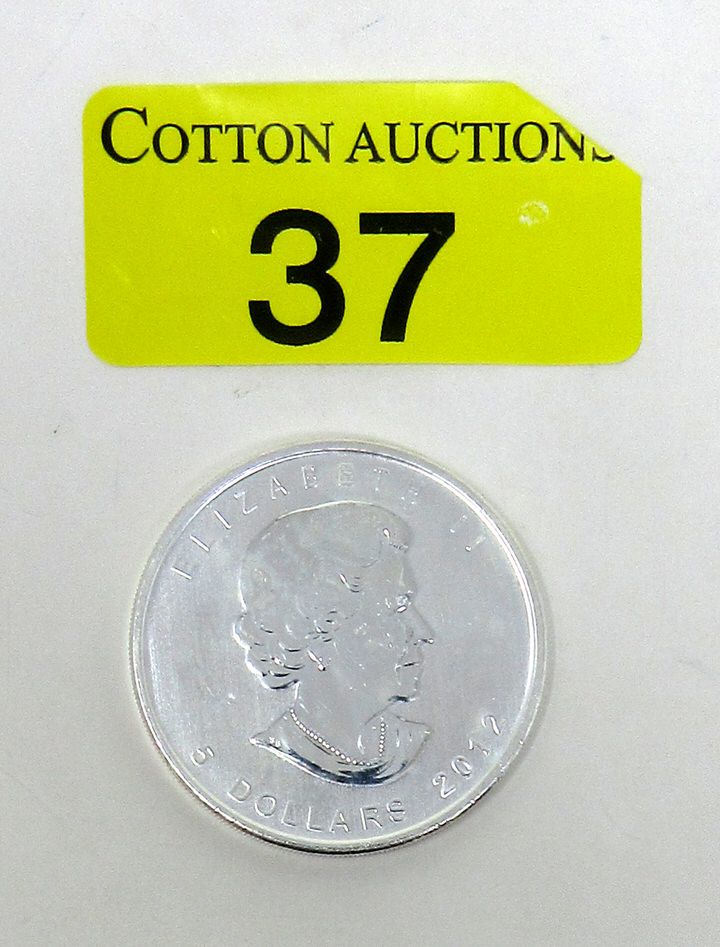 COTTON AUCTIONS
37
ELIZABETH II
5 DOLLARS 2012